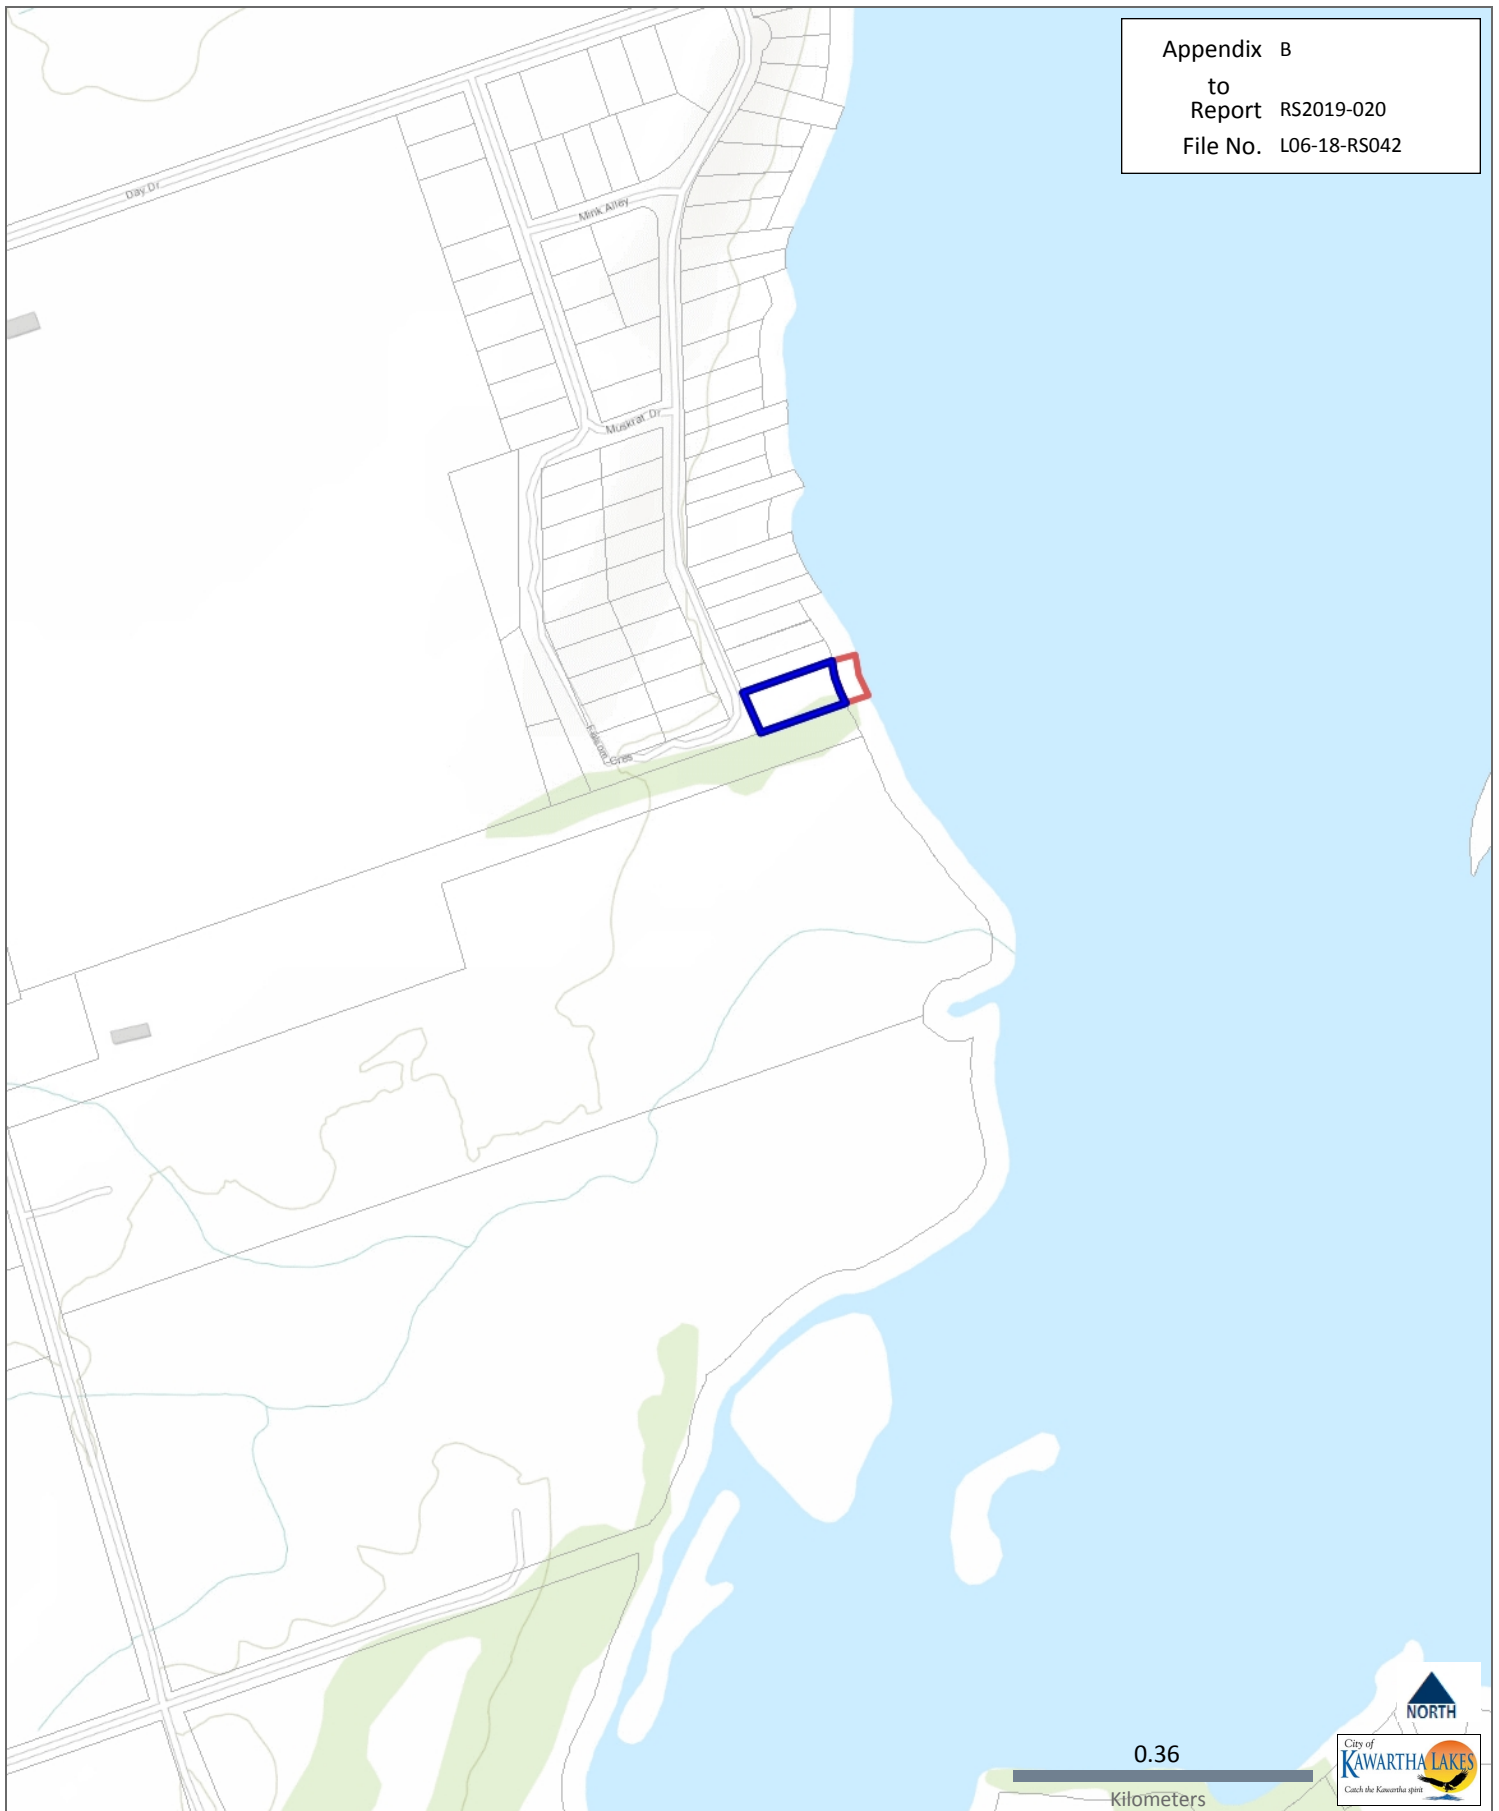 Appendix B
to
Report RS2019-020
File No. L06-18-RS042
Day Dr
Mink Alley
Muskrat Dr
Cres
NORTH
0.36
Kilometers
City of
KAWARTHA LAKES
Catch the Kawartha spirit